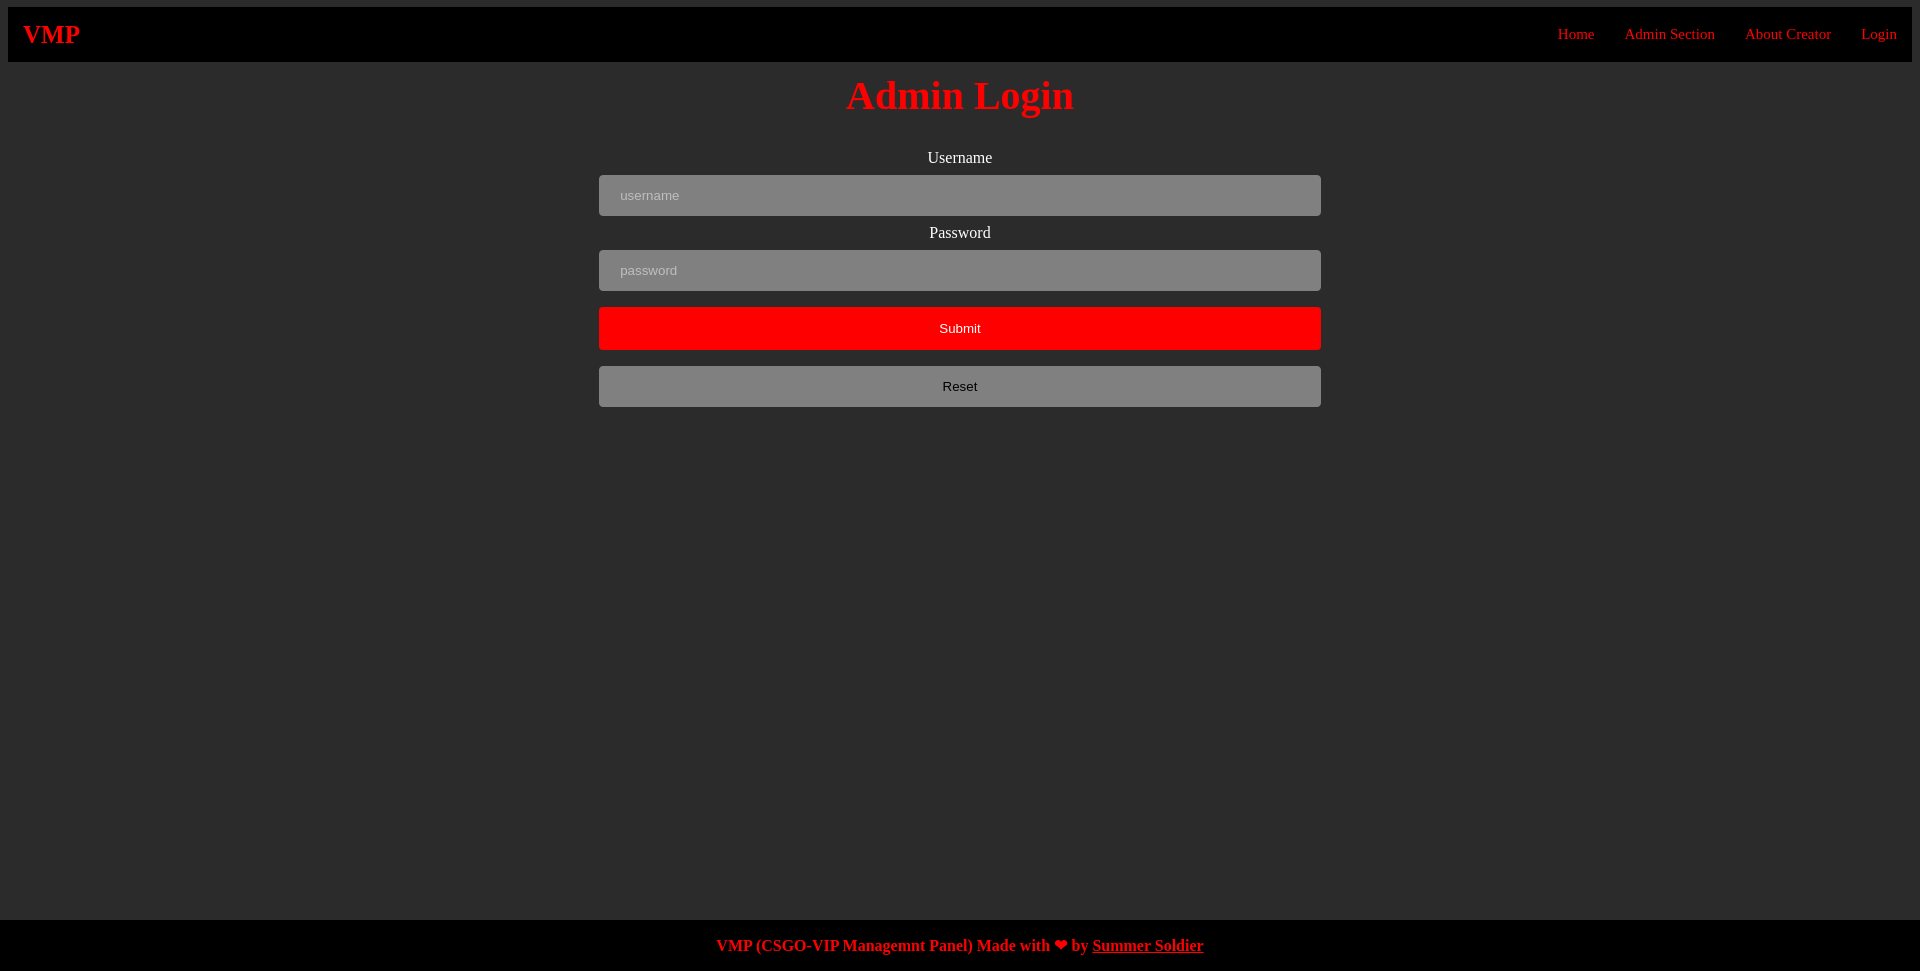 VMP
Home Admin Section About Creator Login
Admin Login
Username
username
Password
password
Submit
Reset
VMP (CSGO-VIP Managemnt Panel) Made with ❤ by Summer Soldier